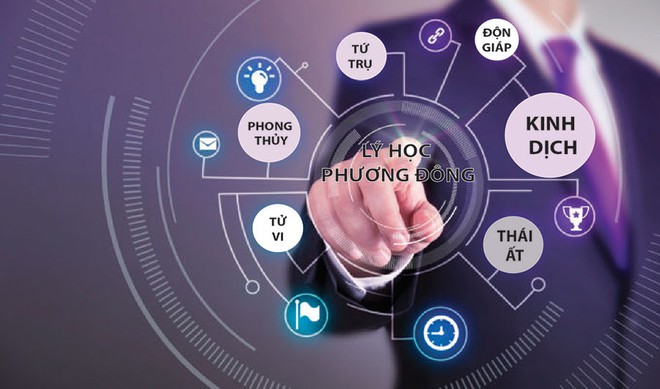 TỨ
TRỤ
ĐỘN
GIÁP
PHONG
THỦY
KINH
DỊCH
LÝ HỌC
PHƯƠNG ĐÔNG
TỬ
VI
THÁI
ẤT